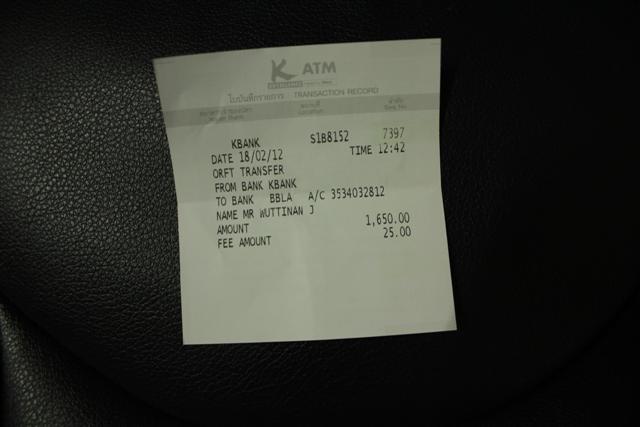 K ATM
ใบบันทึกรายการ TRANSACTION RECORD
Location
KBANK S1B8152 7397
DATE 18/02/12 TIME 12:42
ORFT TRANSFER
FROM BANK KBANK
TO BANK BBLA A/C 3534032812
NAME MR WUTTINAN J
AMOUNT 1,650.00
FEE AMOUNT 25.00